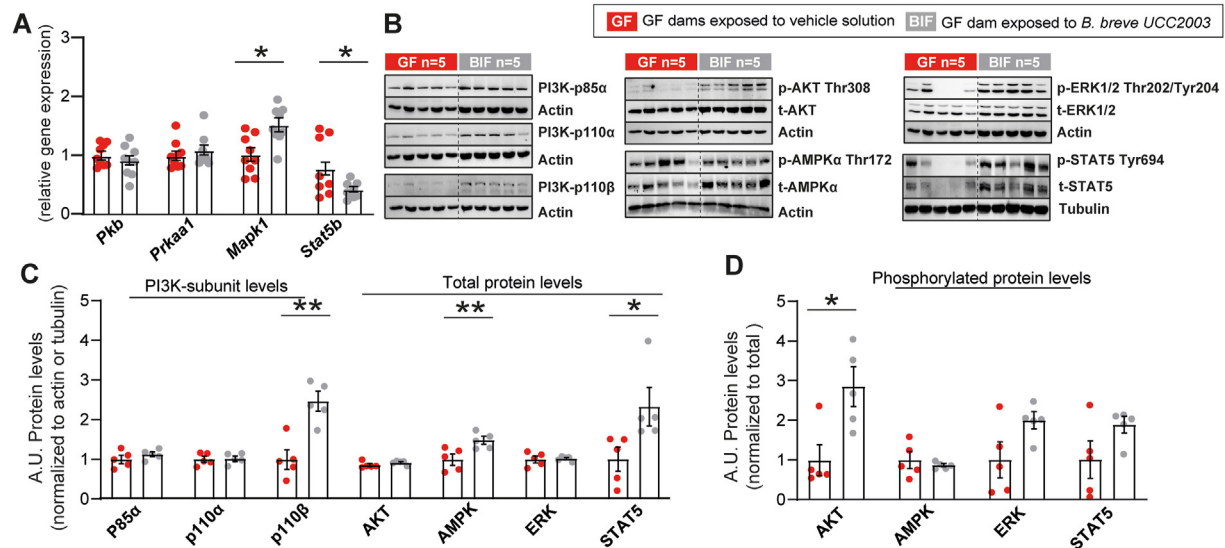 GF GF dams exposed to vehicle solution BIF GF dam exposed to B. breve UCC2003
A
(relative gene expression)
3
2
1
0
*
*
Pkb
Prkaa1
Mapk1
Stat5b
B
GF n=5 BIF n=5
PI3K-p85α
Actin
PI3K-p110α
Actin
PI3K-p110β
Actin
GF n=5 BIF n=5
p-AKT Thr308
t-AKT
Actin
p-AMPKα Thr172
t-AMPKα
Actin
GF n=5 BIF n=5
p-ERK1/2 Thr202/Tyr204
t-ERK1/2
Actin
p-STAT5 Tyr694
t-STAT5
Tubulin
C
PI3K-subunit levels
Total protein levels
A.U. Protein levels
(normalized to actin or tubulin)
5
4
3
2
1
0
**
**
*
P85α
p110α
p110β
AKT
AMPK
ERK
STAT5
D
Phosphorylated protein levels
A.U. Protein levels
(normalized to total )
5
4
3
2
1
0
*
AKT
AMPK
ERK
STAT5